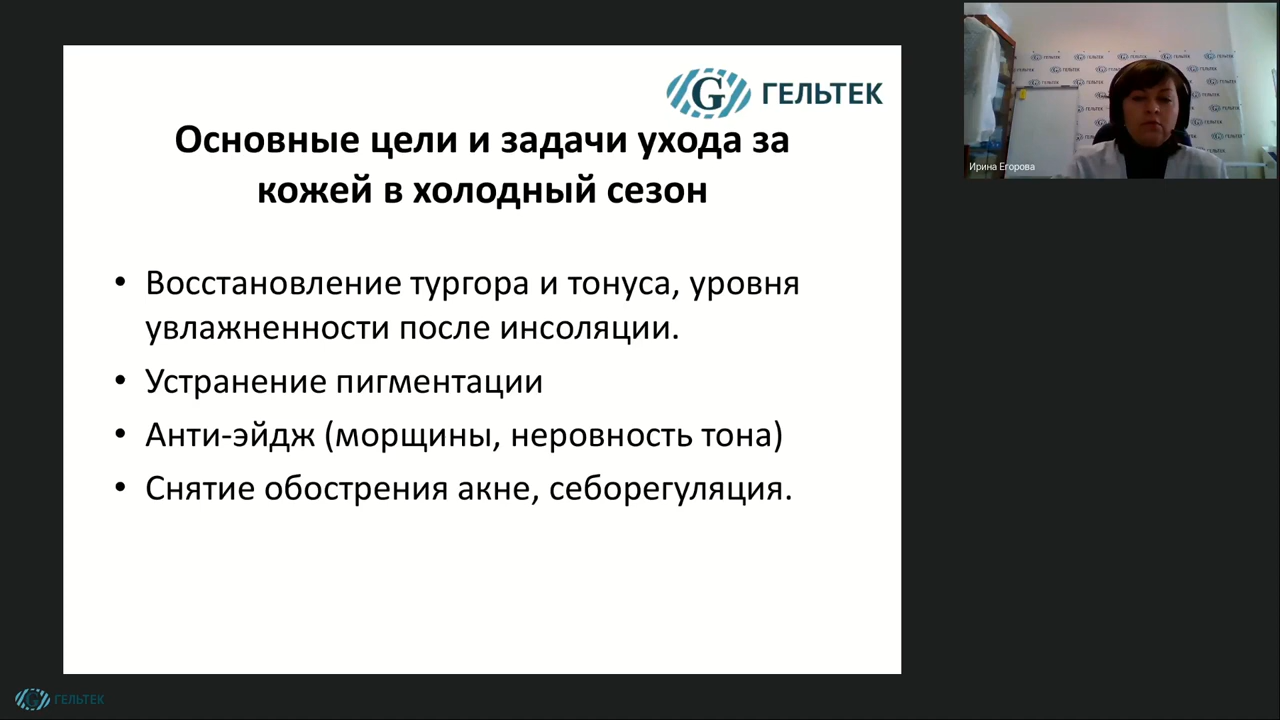 ГЕЛЬТЕК
Основные цели и задачи ухода за
кожей в холодный сезон
• Восстановление тургора и тонуса, уровня
увлажненности после инсоляции.
• Устранение пигментации
• Анти-эйдж (морщины, неровность тона)
• Снятие обострения акне, себорегуляция.
Ирина Егорова
ГЕЛЬТЕК